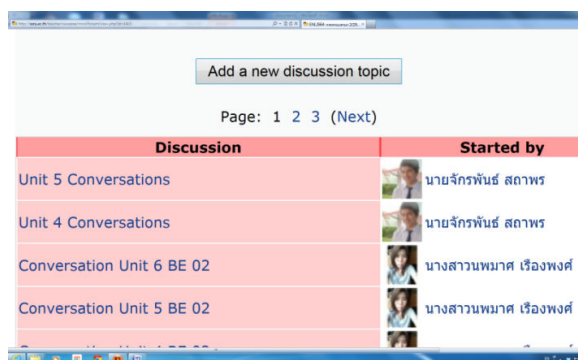 Add a new discussion topic
Page: 1 2 3 (Next)
Discussion Started by
Unit 5 Conversations นายจักรพันธ์ สถาพร
Unit 4 Conversations นายจักรพันธ์ สถาพร
Conversation Unit 6 BE 02 นางสาวนพมาศ เรืองพงศ์
Conversation Unit 5 BE 02 นางสาวนพมาศ เรืองพงศ์